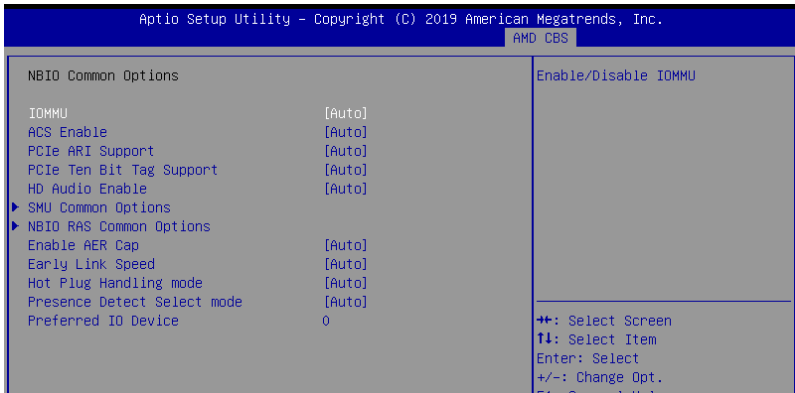 Aptio Setup Utility – Copyright (C) 2019 American Megatrends, Inc.
AMD CBS
NBIO Common Options
Enable/Disable IOMMU
IOMMU [Auto]
ACS Enable [Auto]
PCIe ARI Support [Auto]
PCIe Ten Bit Tag Support [Auto]
HD Audio Enable [Auto]
SMU Common Options
NBIO RAS Common Options
Enable AER Cap [Auto]
Early Link Speed [Auto]
Hot Plug Handling mode [Auto]
Presence Detect Select mode [Auto]
Preferred IO Device 0
→←: Select Screen
↑↓: Select Item
Enter: Select
+/-: Change Opt.